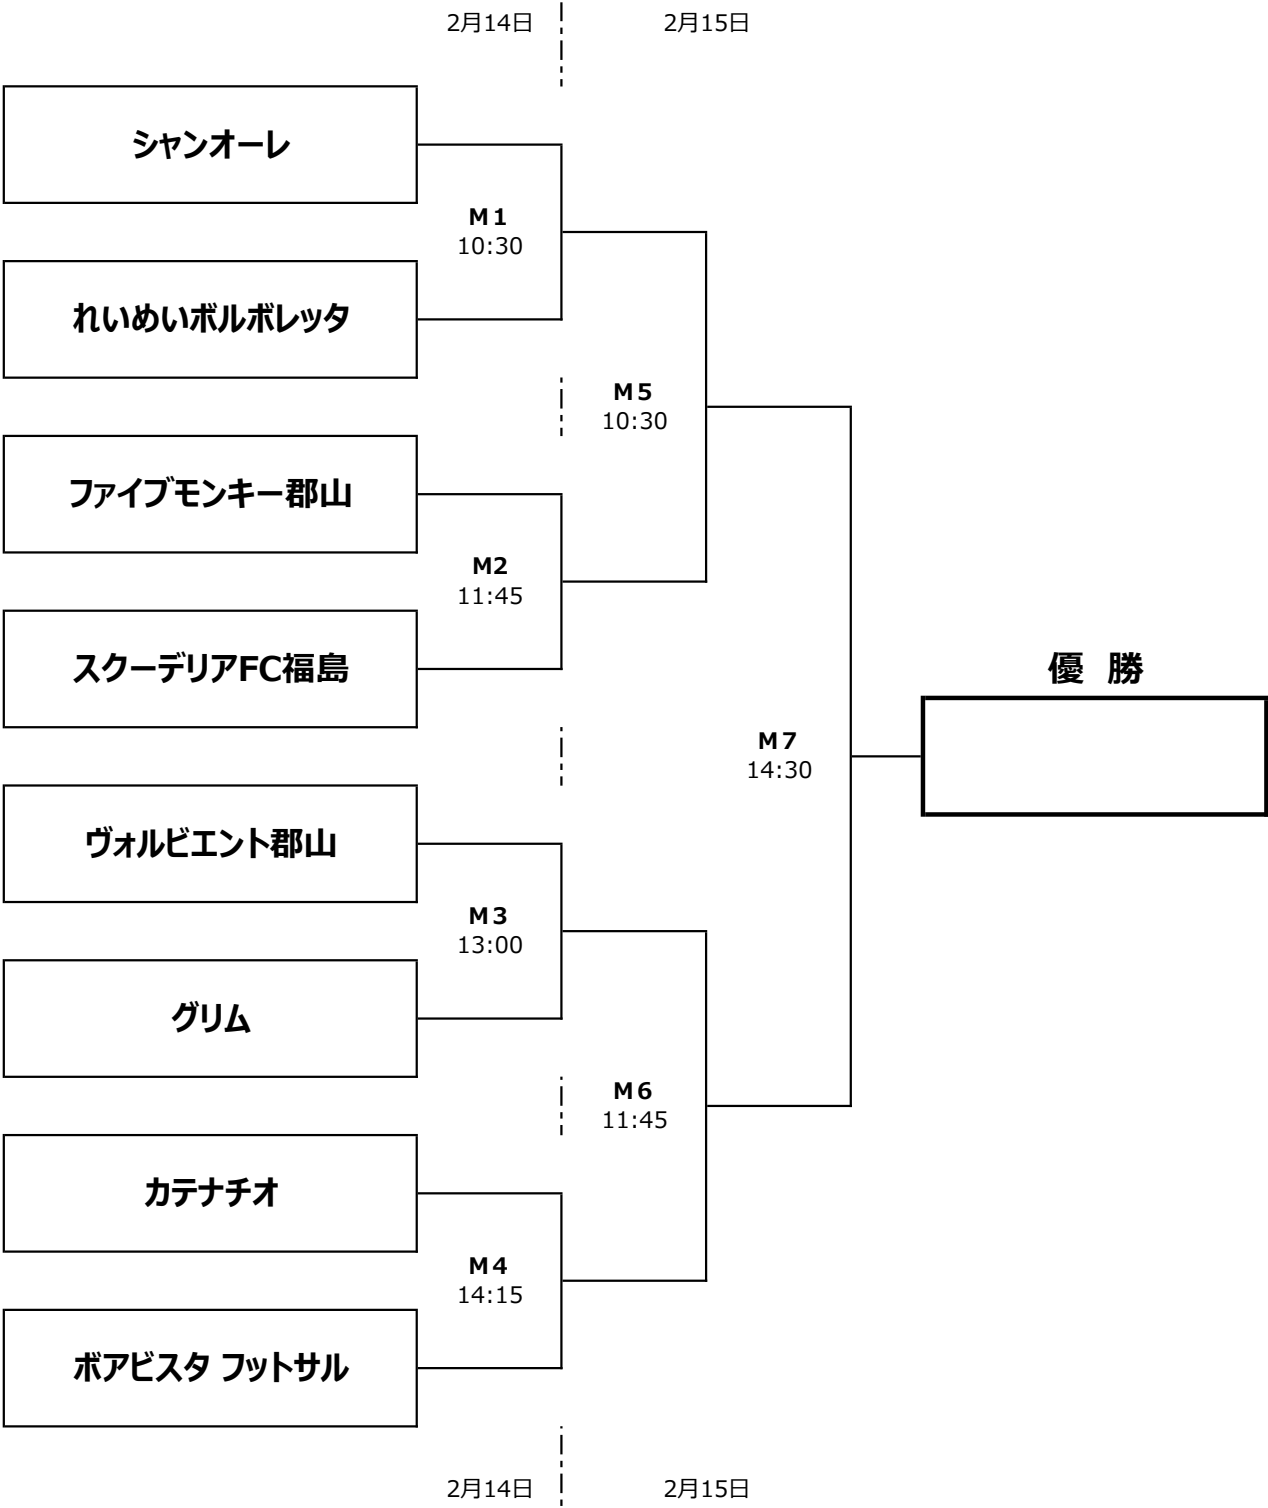 2月14日
2月15日
シャンオーレ
M1
10:30
れいめいボルボレッタ
M5
10:30
ファイブモンキー郡山
M2
11:45
スクーデリアFC福島
優 勝
M7
14:30
ヴォルビエント郡山
M3
13:00
グリム
M6
11:45
カテナチオ
M4
14:15
ボアビスタ フットサル
2月14日
2月15日